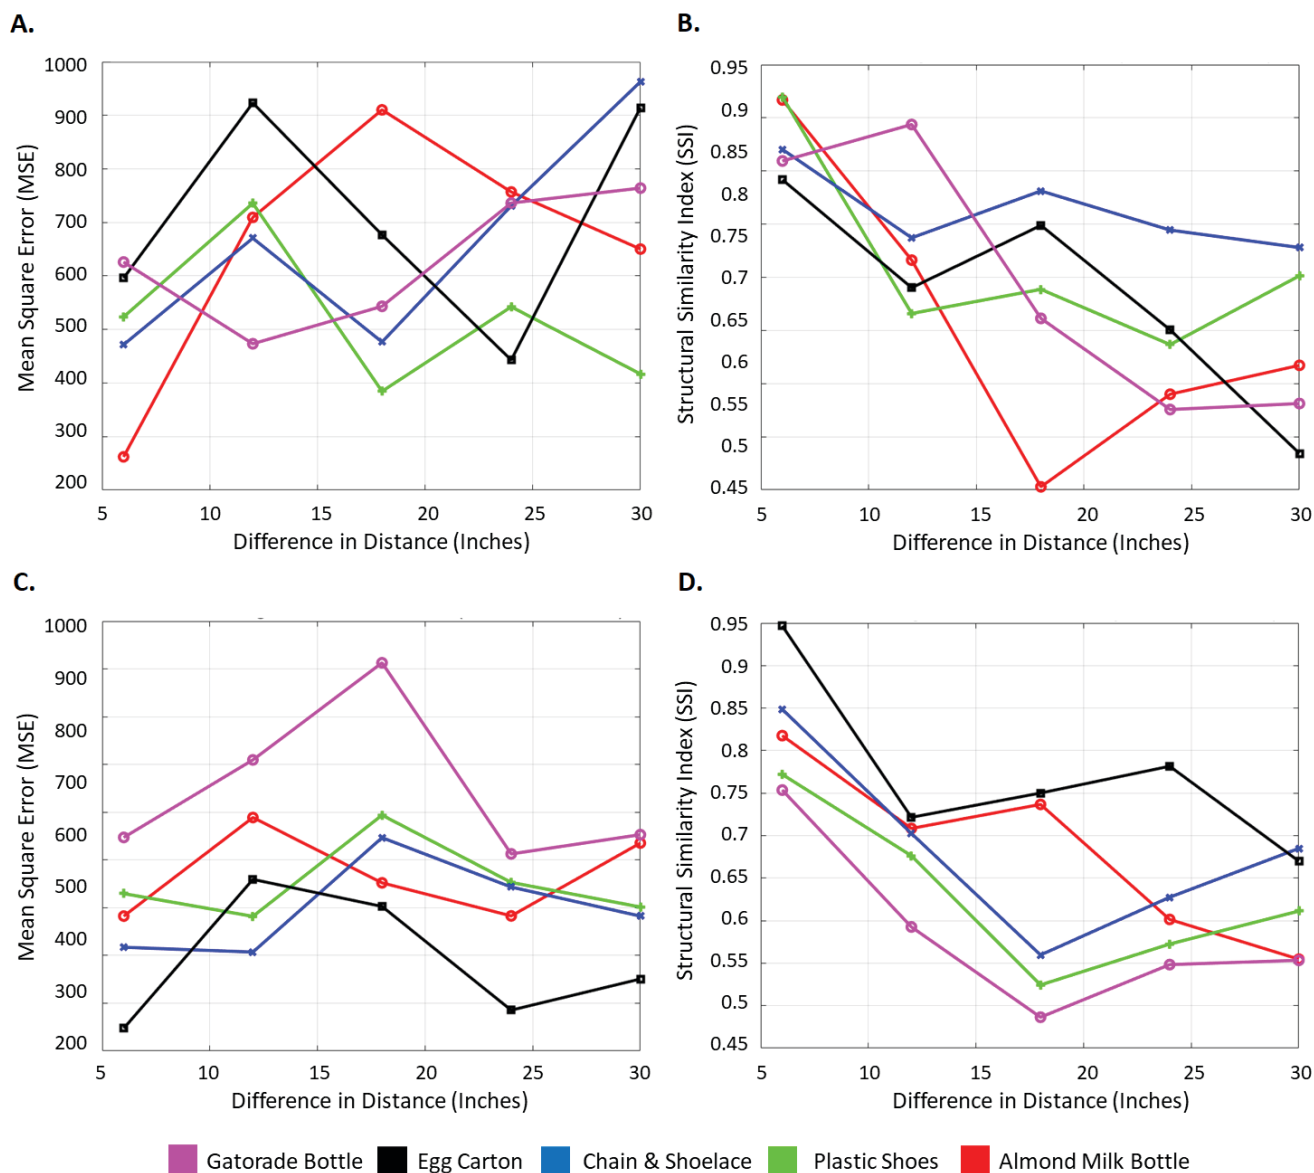 A.
B.
1000
900
800
700
600
500
400
300
200
Mean Square Error (MSE)
5 10 15 20 25 30
Difference in Distance (Inches)
0.95
0.9
0.85
0.8
0.75
0.7
0.65
0.6
0.55
0.5
0.45
Structural Similarity Index (SSI)
5 10 15 20 25 30
Difference in Distance (Inches)
C.
D.
1000
900
800
700
600
500
400
300
200
Mean Square Error (MSE)
5 10 15 20 25 30
Difference in Distance (Inches)
0.95
0.9
0.85
0.8
0.75
0.7
0.65
0.6
0.55
0.5
0.45
Structural Similarity Index (SSI)
5 10 15 20 25 30
Difference in Distance (Inches)
Gatorade Bottle Egg Carton Chain & Shoelace Plastic Shoes Almond Milk Bottle